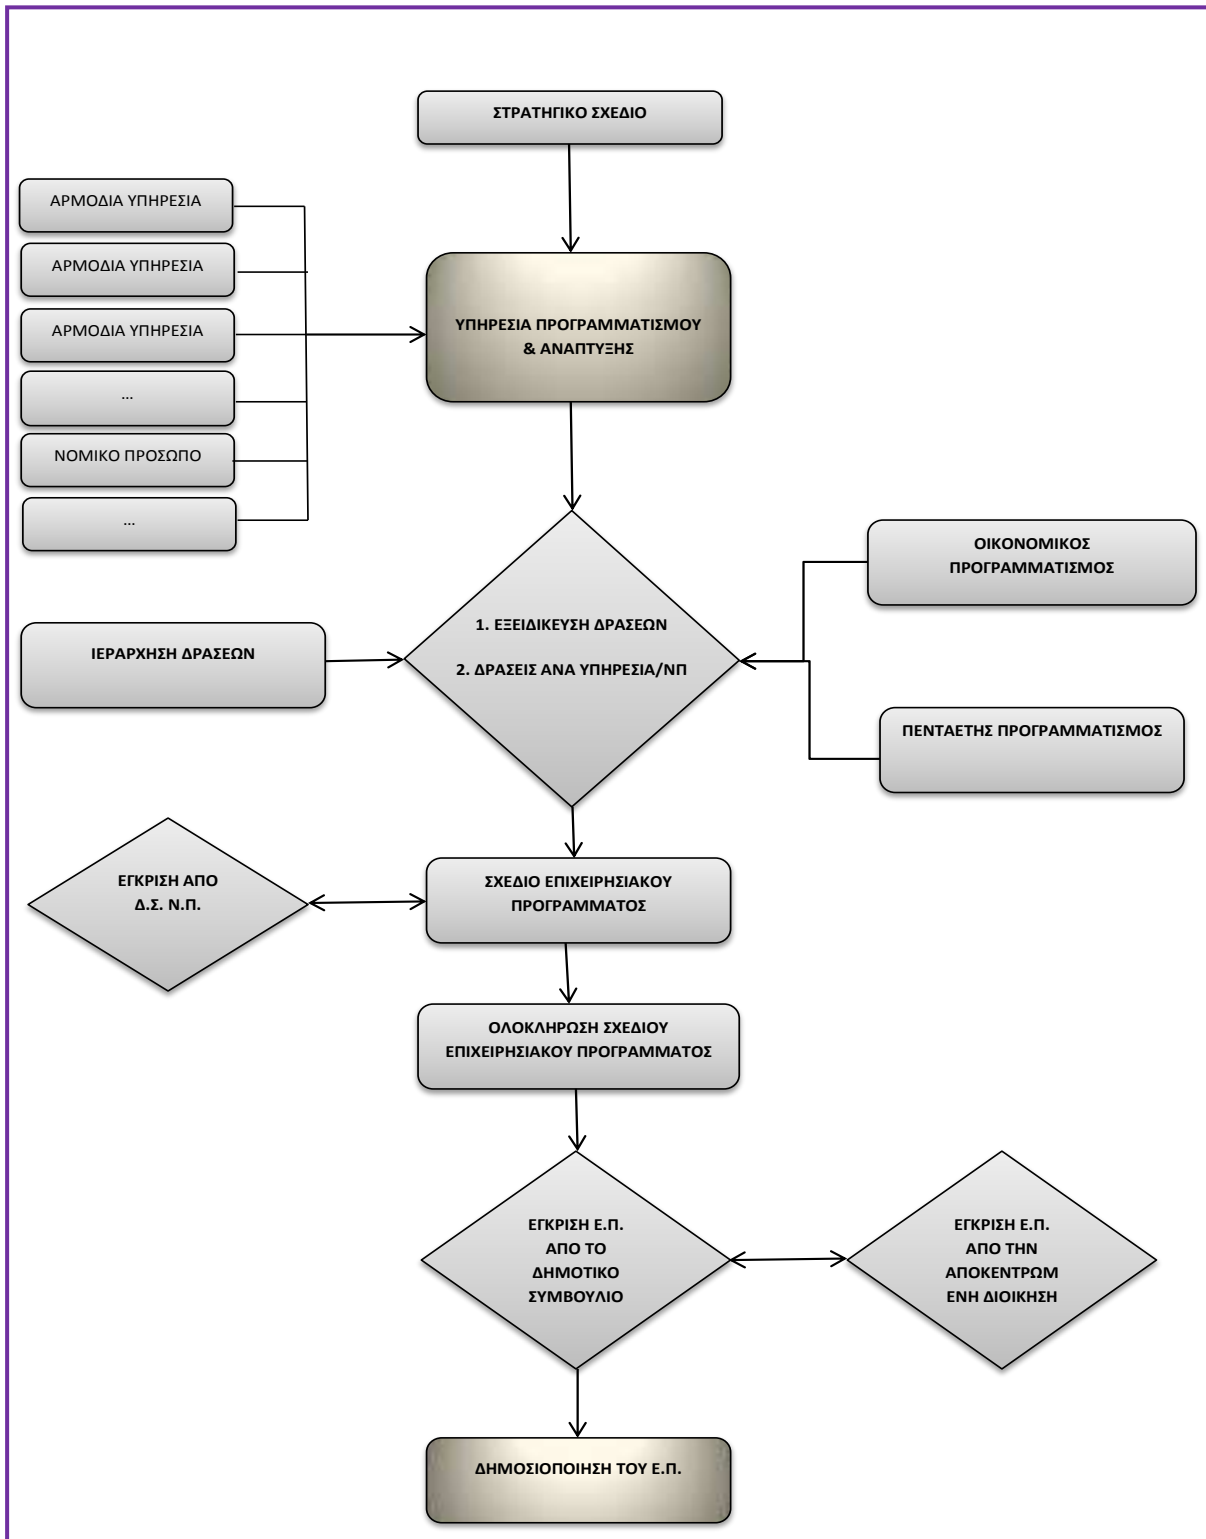 ΣΤΡΑΤΗΓΙΚΟ ΣΧΕΔΙΟ
ΑΡΜΟΔΙΑ ΥΠΗΡΕΣΙΑ
ΑΡΜΟΔΙΑ ΥΠΗΡΕΣΙΑ
ΑΡΜΟΔΙΑ ΥΠΗΡΕΣΙΑ
...
ΝΟΜΙΚΟ ΠΡΟΣΩΠΟ
...
ΥΠΗΡΕΣΙΑ ΠΡΟΓΡΑΜΜΑΤΙΣΜΟΥ
& ΑΝΑΠΤΥΞΗΣ
ΟΙΚΟΝΟΜΙΚΟΣ
ΠΡΟΓΡΑΜΜΑΤΙΣΜΟΣ
ΙΕΡΑΡΧΗΣΗ ΔΡΑΣΕΩΝ
1. ΕΞΕΙΔΙΚΕΥΣΗ ΔΡΑΣΕΩΝ
2. ΔΡΑΣΕΙΣ ΑΝΑ ΥΠΗΡΕΣΙΑ/ΝΠ
ΠΕΝΤΑΕΤΗΣ ΠΡΟΓΡΑΜΜΑΤΙΣΜΟΣ
ΕΓΚΡΙΣΗ ΑΠΟ
Δ.Σ. Ν.Π.
ΣΧΕΔΙΟ ΕΠΙΧΕΙΡΗΣΙΑΚΟΥ
ΠΡΟΓΡΑΜΜΑΤΟΣ
ΟΛΟΚΛΗΡΩΣΗ ΣΧΕΔΙΟΥ
ΕΠΙΧΕΙΡΗΣΙΑΚΟΥ ΠΡΟΓΡΑΜΜΑΤΟΣ
ΕΓΚΡΙΣΗ Ε.Π.
ΑΠΟ ΤΟ
ΔΗΜΟΤΙΚΟ
ΣΥΜΒΟΥΛΙΟ
ΕΓΚΡΙΣΗ Ε.Π.
ΑΠΟ ΤΗΝ
ΑΠΟΚΕΝΤΡΩΜ
ΕΝΗ ΔΙΟΙΚΗΣΗ
ΔΗΜΟΣΙΟΠΟΙΗΣΗ ΤΟΥ Ε.Π.